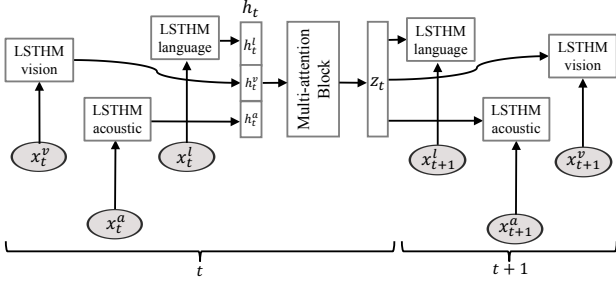 h_t
LSTHM
language
h_t^l
LSTHM
vision
h_t^v
LSTHM
acoustic
h_t^a
Multi-attention
Block
z_t
LSTHM
language
LSTHM
vision
LSTHM
acoustic
x_t^v
x_t^l
x_t^a
x_{t+1}^l
x_{t+1}^v
x_{t+1}^a
t
t + 1